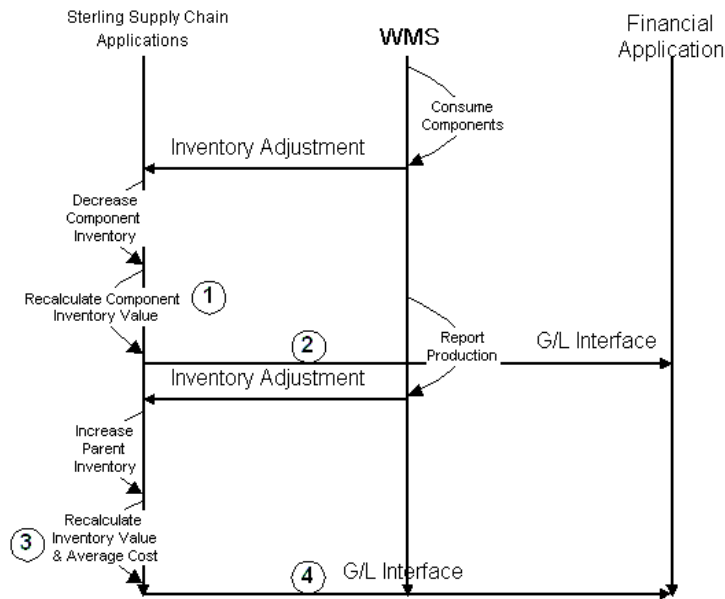 Sterling Supply Chain
Applications
WMS
Financial
Application
Consume
Components
Inventory Adjustment
Decrease
Component
Inventory
Recalculate Component
Inventory Value
1
2
Report
Production
G/L Interface
Inventory Adjustment
Increase
Parent
Inventory
3
Recalculate
Inventory Value
& Average Cost
4
G/L Interface